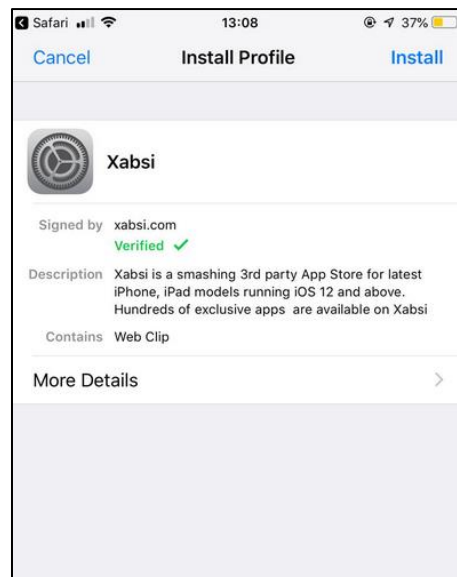 Safari 13:08 37%
Cancel Install Profile Install
Xabsi
Signed by xabsi.com
Verified ✓
Description Xabsi is a smashing 3rd party App Store for latest
iPhone, iPad models running iOS 12 and above.
Hundreds of exclusive apps are available on Xabsi
Contains Web Clip
More Details